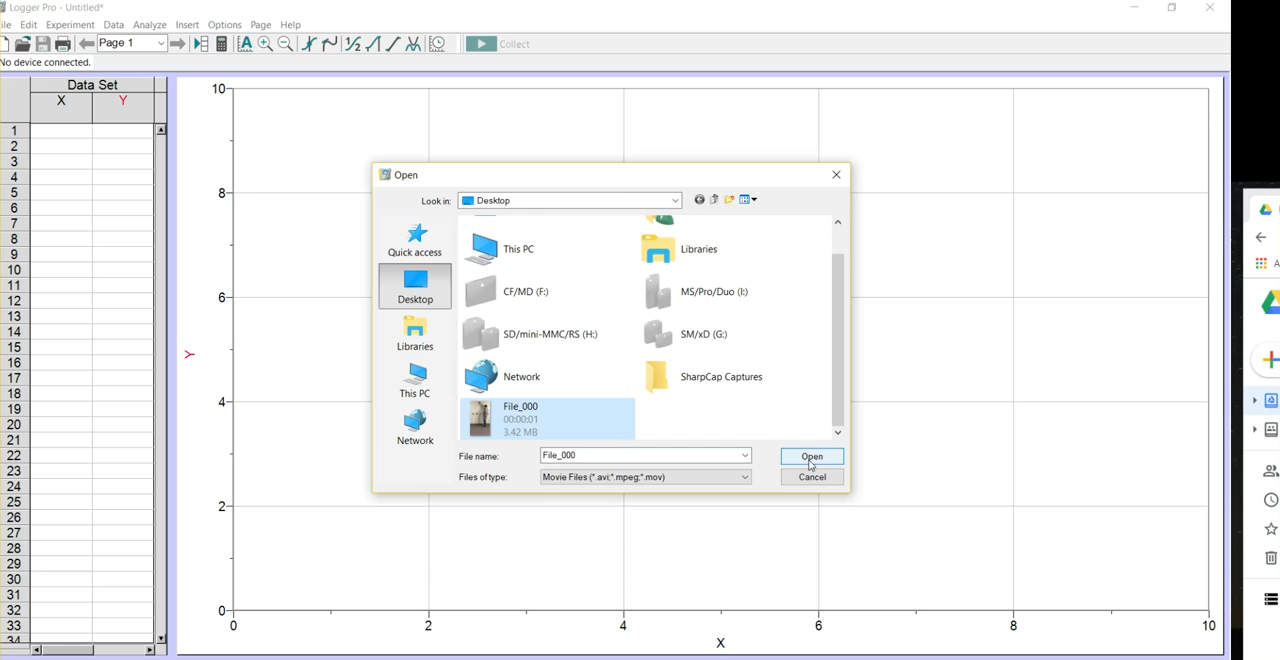 Logger Pro - Untitled*
ile Edit Experiment Data Analyze Insert Options Page Help
Page 1
½
Collect
No device connected.
Data Set
X Y
1
2
3
4
5
6
7
8
9
10
11
12
13
14
15
16
17
18
19
20
21
22
23
24
25
26
27
28
29
30
31
32
33
34
10
8
6
4
2
0
Y
0 2 4 6 8 10
X
Open
Look in: Desktop
Quick access
Desktop
Libraries
This PC
Network
This PC Libraries
CF/MD (F:) MS/Pro/Duo (I:)
SD/mini-MMC/RS (H:) SM/xD (G:)
Network SharpCap Captures
File_000
00:00:01
3.42 MB
File name: File_000 Open
Files of type: Movie Files (*.avi;*.mpeg;*.mov) Cancel
A